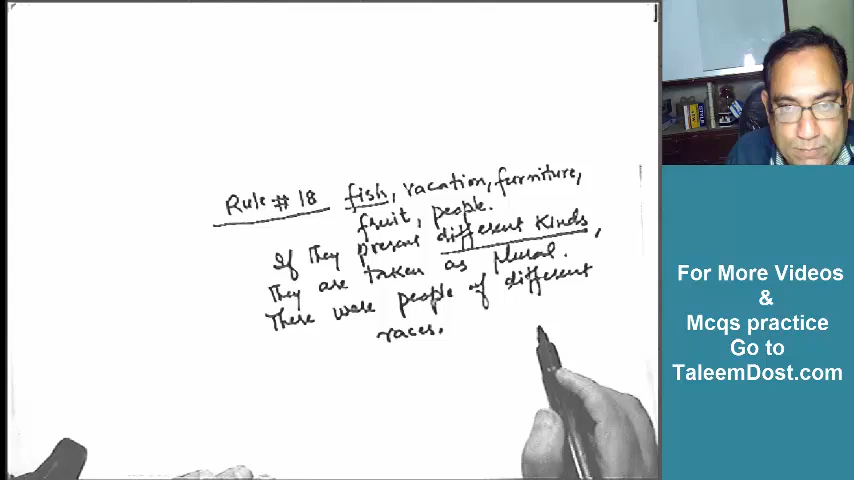 Rule # 18 fish, vacation, furniture,
fruit, people.
If They present different Kinds,
They are taken as plural.
There were people of different
races.
For More Videos
&
Mcqs practice
Go to
TaleemDost.com